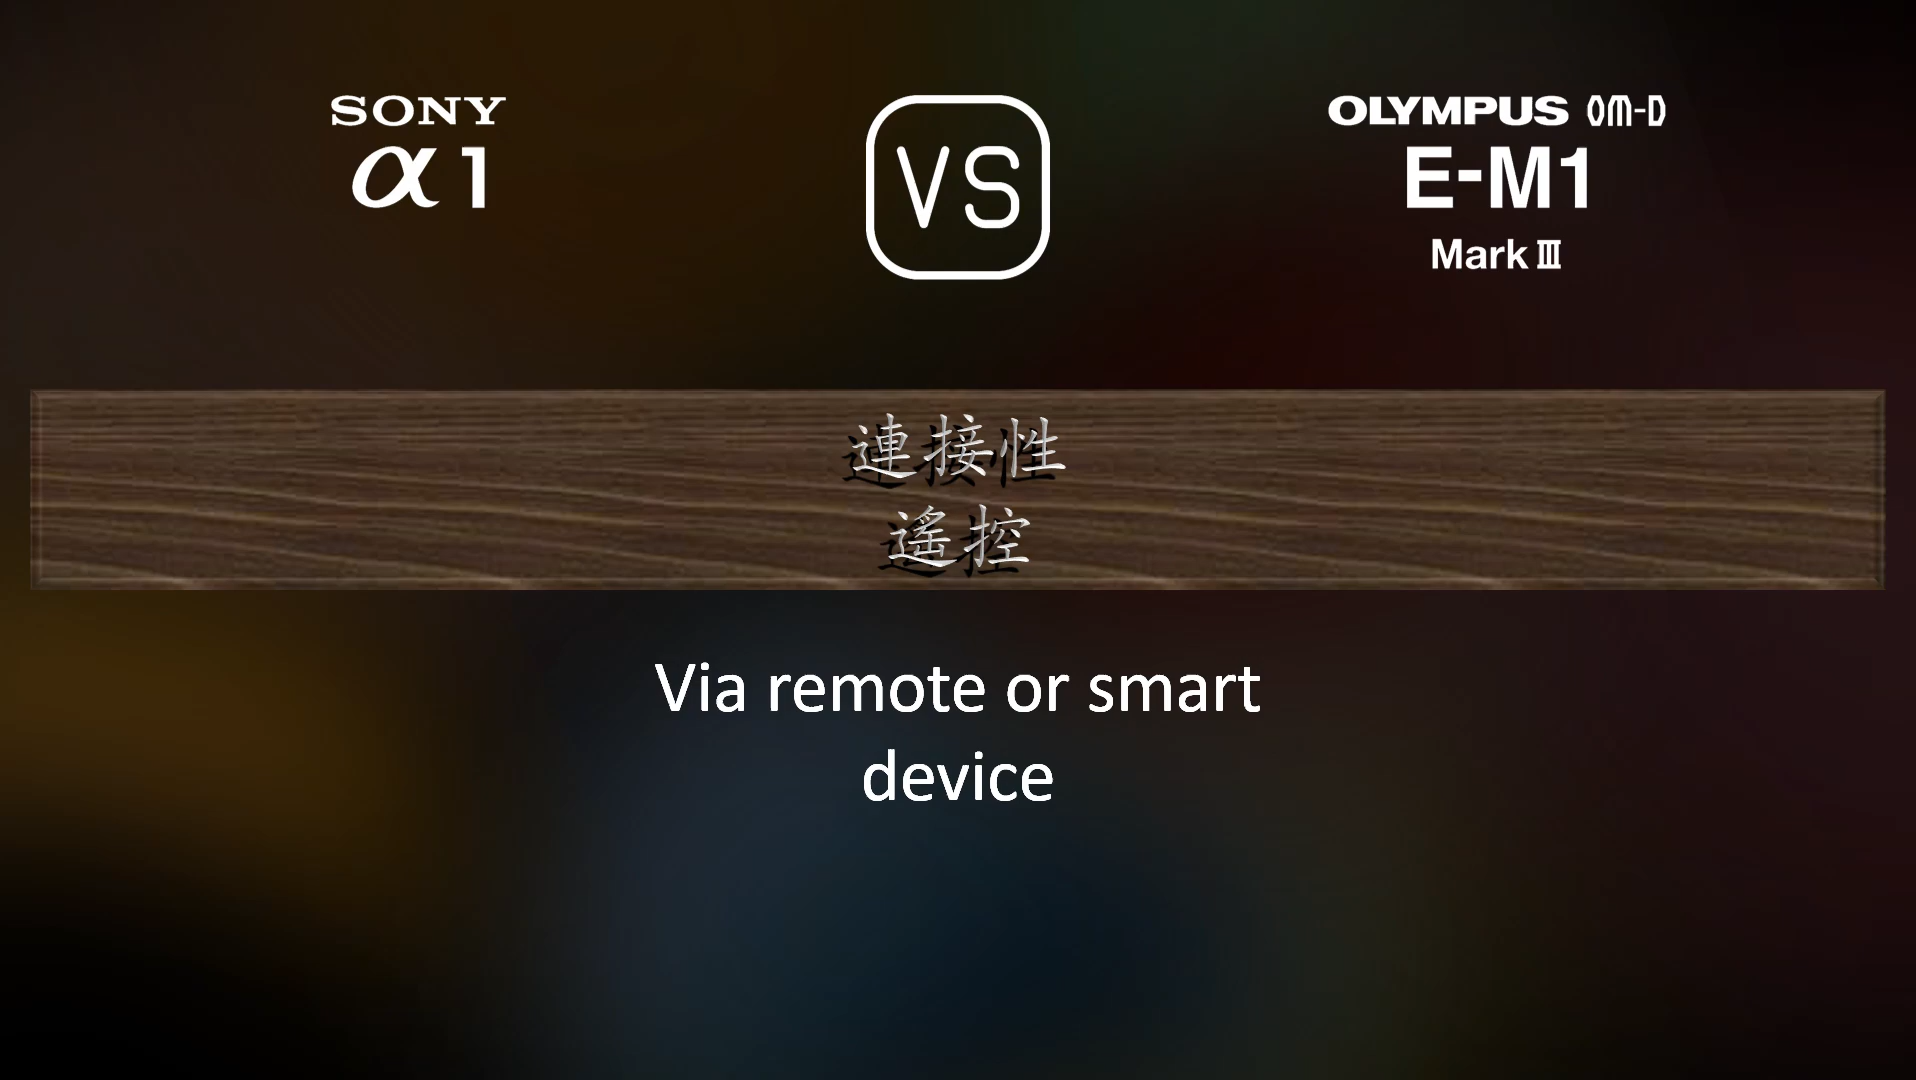 SONY
α1
VS
OLYMPUS OM-D
E-M1
Mark III
連接性
遙控
Via remote or smart
device